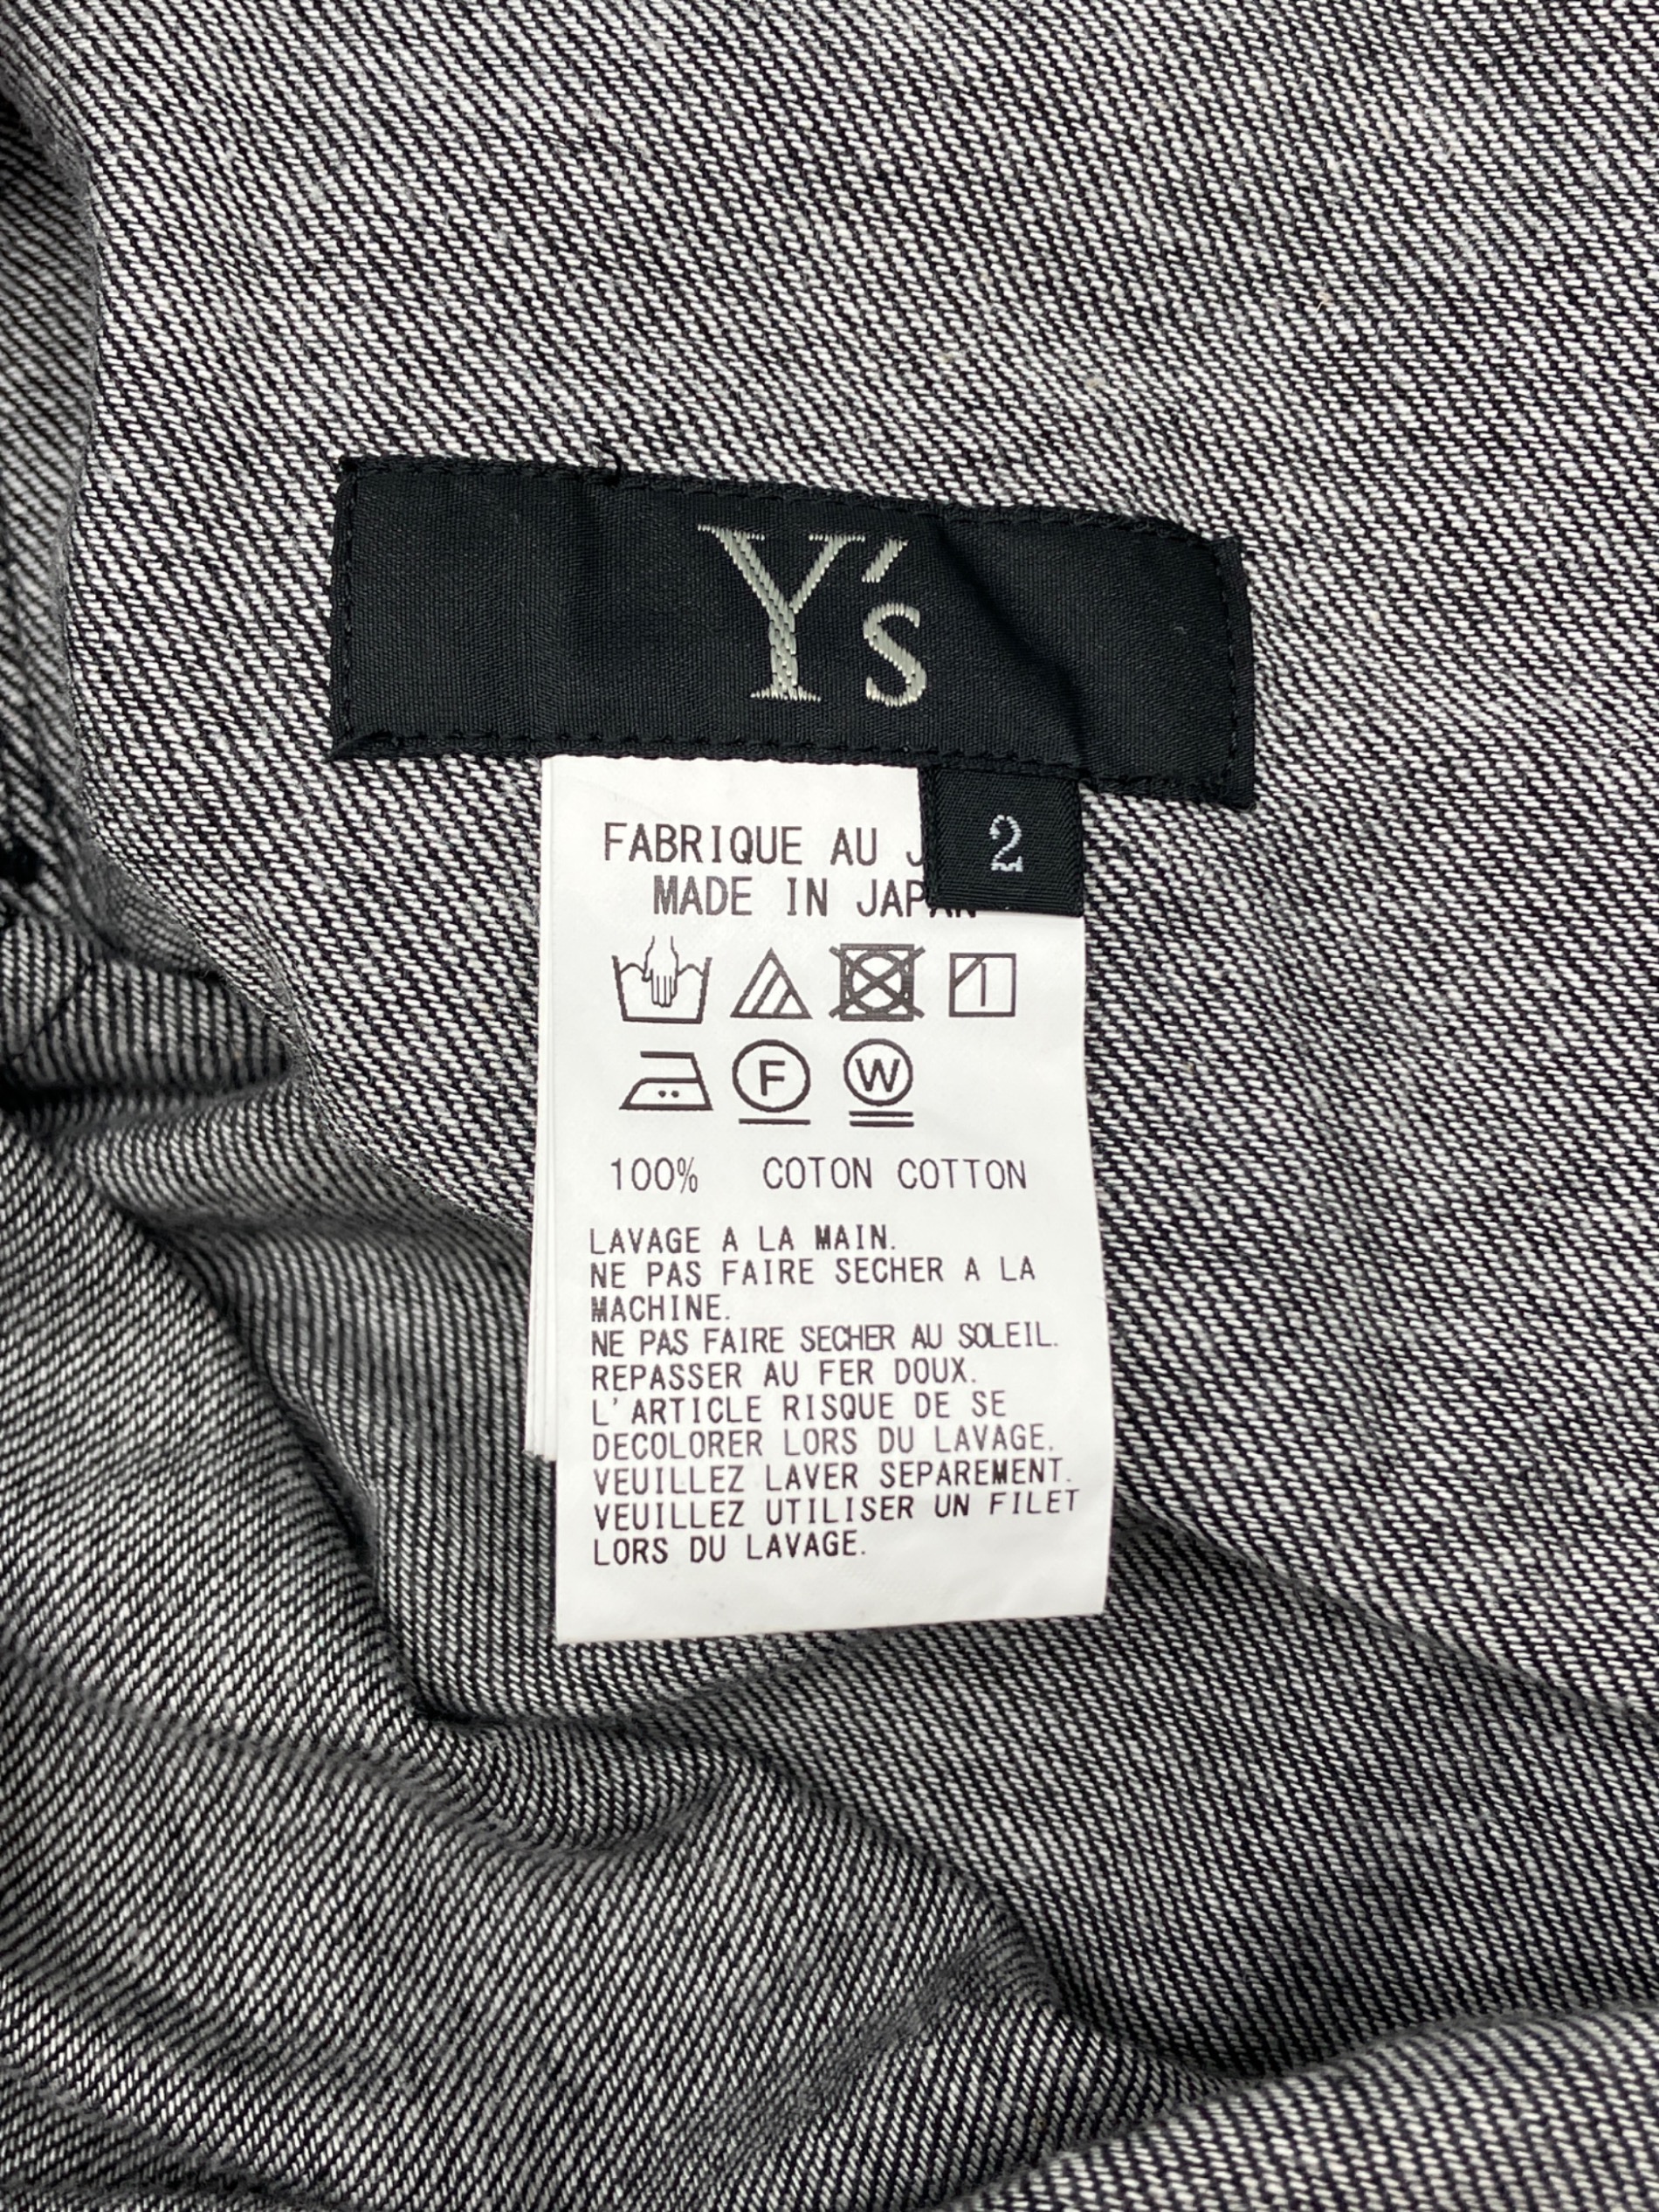 Y's
2
FABRIQUE AU
MADE IN JAPAN
F
W
100% COTON COTTON
LAVAGE A LA MAIN.
NE PAS FAIRE SECHER A LA
MACHINE.
NE PAS FAIRE SECHER AU SOLEIL.
REPASSER AU FER DOUX.
L'ARTICLE RISQUE DE SE
DECOLORER LORS DU LAVAGE.
VEUILLEZ LAVER SEPAREMENT.
VEUILLEZ UTILISER UN FILET
LORS DU LAVAGE.